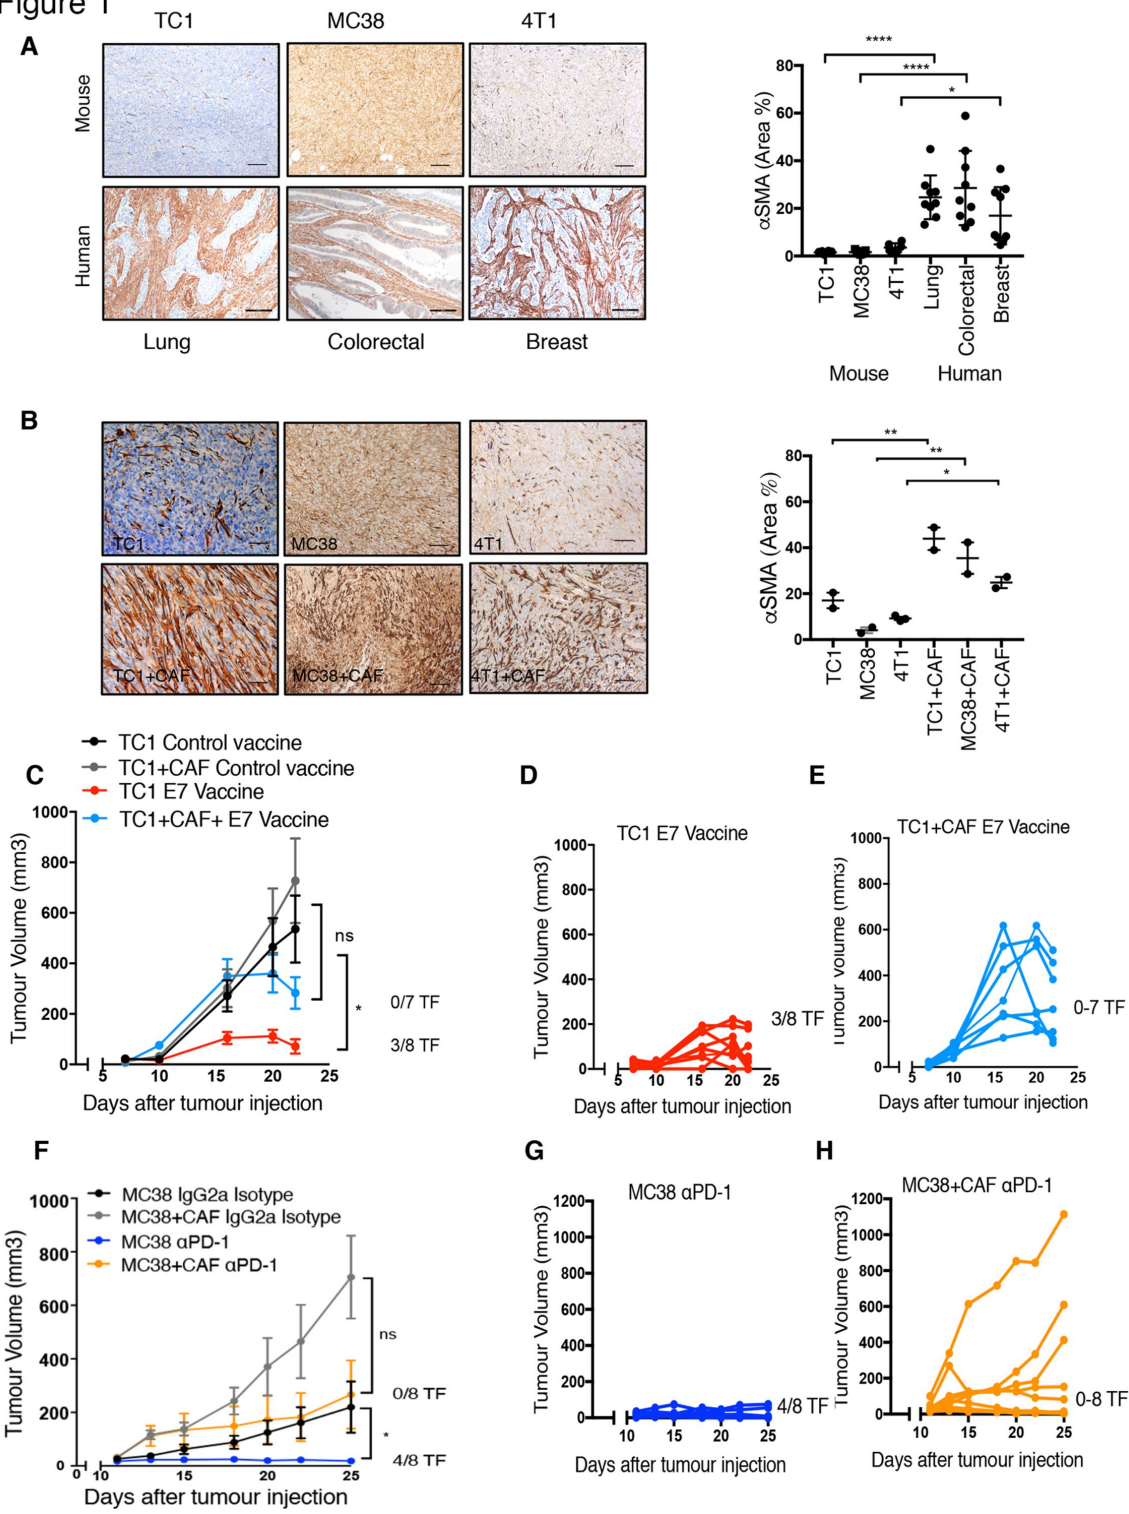 Figure 1
TC1 MC38 4T1
A
Mouse
Human
Lung Colorectal Breast
αSMA (Area %)
80
60
40
20
0
****
****
*
TC1
MC38
4T1
Lung
Colorectal
Breast
Mouse Human
B
TC1 MC38 4T1
TC1+CAF MC38+CAF 4T1+CAF
αSMA (Area %)
80
60
40
20
0
**
**
*
TC1
MC38
4T1
TC1+CAF
MC38+CAF
4T1+CAF
C
TC1 Control vaccine
TC1+CAF Control vaccine
TC1 E7 Vaccine
TC1+CAF+ E7 Vaccine
Tumour Volume (mm3)
1000
800
600
400
200
0
5 10 15 20 25
Days after tumour injection
ns
*
0/7 TF
3/8 TF
D
TC1 E7 Vaccine
Tumour Volume (mm3)
1000
800
600
400
200
0
5 10 15 20 25
Days after tumour injection
3/8 TF
E
TC1+CAF E7 Vaccine
Tumour Volume (mm3)
1000
800
600
400
200
0
5 10 15 20 25
Days after tumour injection
0-7 TF
F
MC38 IgG2a Isotype
MC38+CAF IgG2a Isotype
MC38 αPD-1
MC38+CAF αPD-1
Tumour Volume (mm3)
1000
800
600
400
200
0
0 10 15 20 25
Days after tumour injection
ns
*
0/8 TF
4/8 TF
G
MC38 αPD-1
Tumour Volume (mm3)
1200
1000
800
600
400
200
0
10 15 20 25
Days after tumour injection
4/8 TF
H
MC38+CAF αPD-1
Tumour Volume (mm3)
1200
1000
800
600
400
200
0
10 15 20 25
Days after tumour injection
0-8 TF